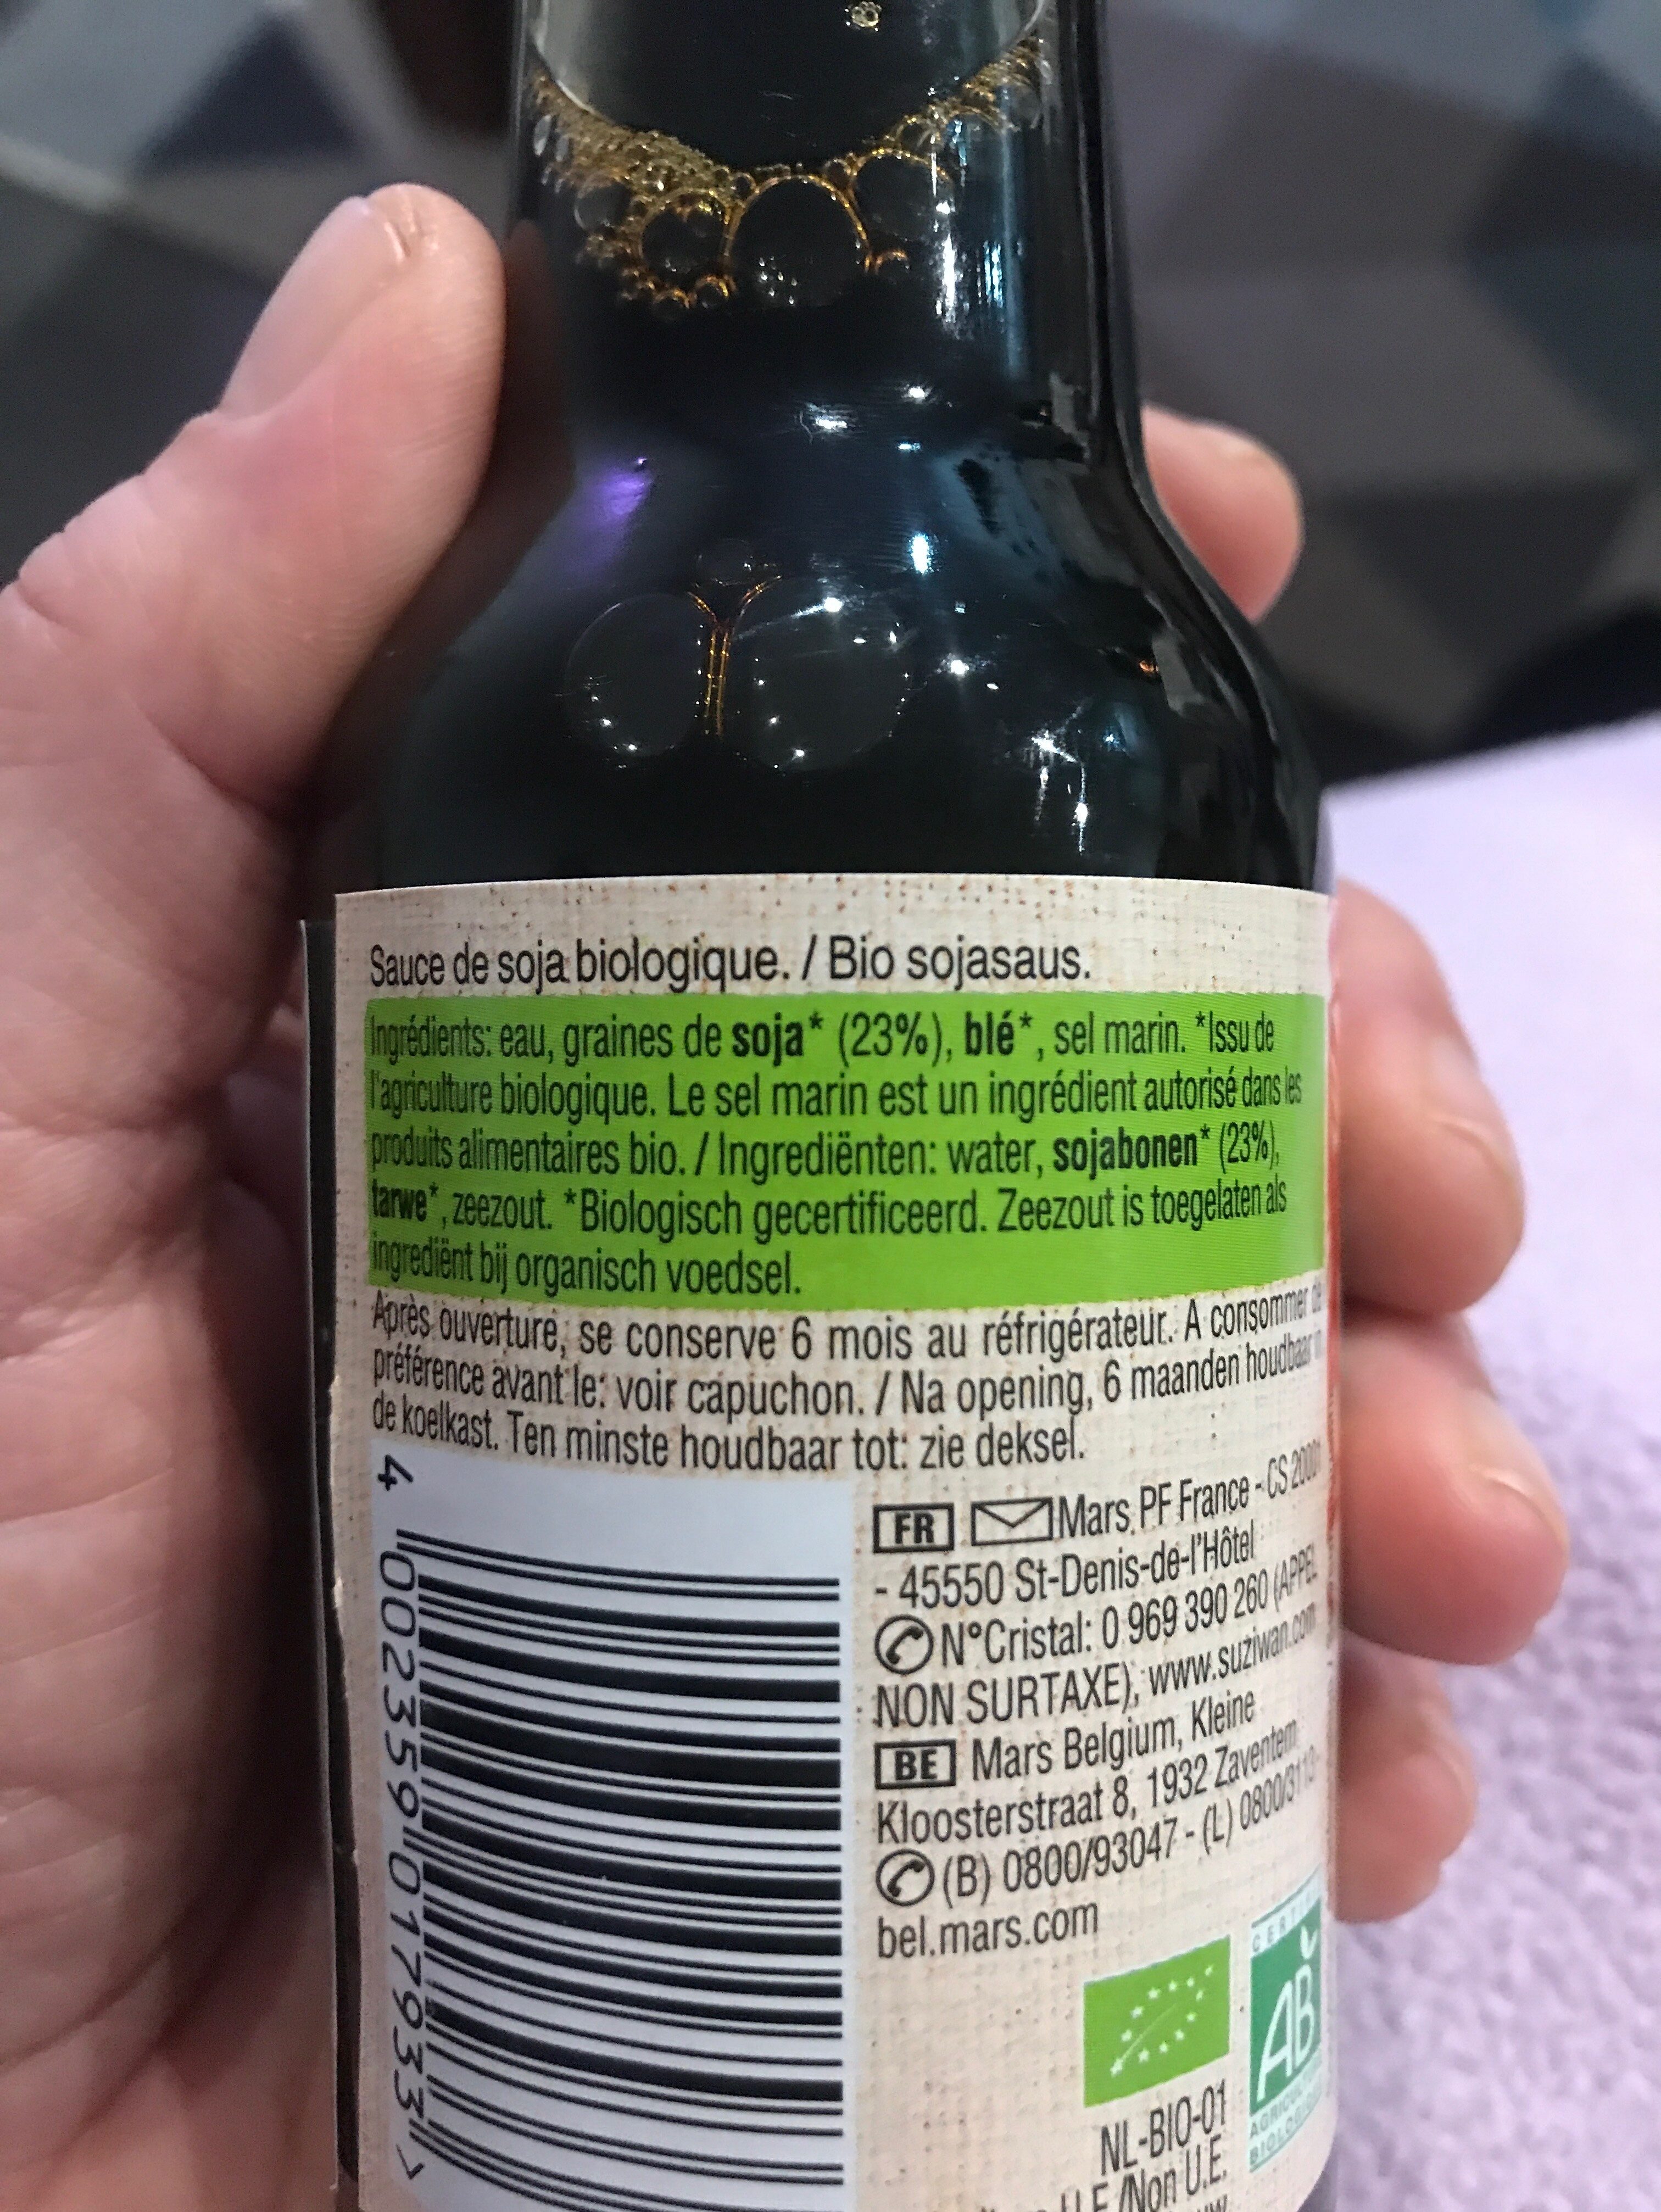 Sauce de soja biologique. / Bio sojasaus.
Ingrédients: eau, graines de soja* (23%), blé*, sel marin. *Issu de
l'agriculture biologique. Le sel marin est un ingrédient autorisé dans les
produits alimentaires bio. / Ingrediënten: water, sojabonen* (23%),
tarwe*, zeezout. *Biologisch gecertificeerd. Zeezout is toegelaten als
ingrediënt bij organisch voedsel.
Après ouverture, se conserve 6 mois au réfrigérateur. A consommer de
préférence avant le: voir capuchon. / Na opening, 6 maanden houdbaar in
de koelkast. Ten minste houdbaar tot: zie deksel.
4 002359 017933 >
FR Mars PF France - CS
- 45550 St-Denis-de-l'Hôtel
N°Cristal: 0 969 390 260 (APPEL
NON SURTAXE), www.suziwan.com
BE Mars Belgium, Kleine
Kloosterstraat 8, 1932 Zaventem
(B) 0800/93047 - (L)
bel.mars.com
AB
AGRICULTURE
BIOLOGIQUE
NL-BIO-01
/Non U.E.